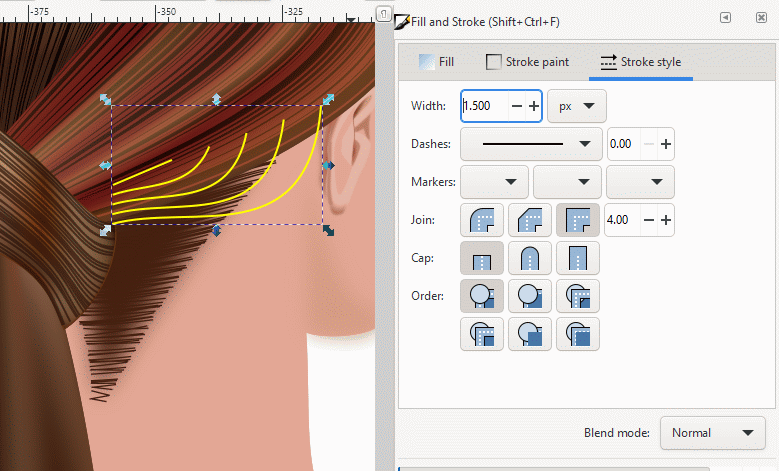 -375
-350
-325
Fill and Stroke (Shift+Ctrl+F)
Fill
Stroke paint
Stroke style
Width:
1.500
px
Dashes:
0.00
Markers:
Join:
4.00
Cap:
Order:
Blend mode:
Normal